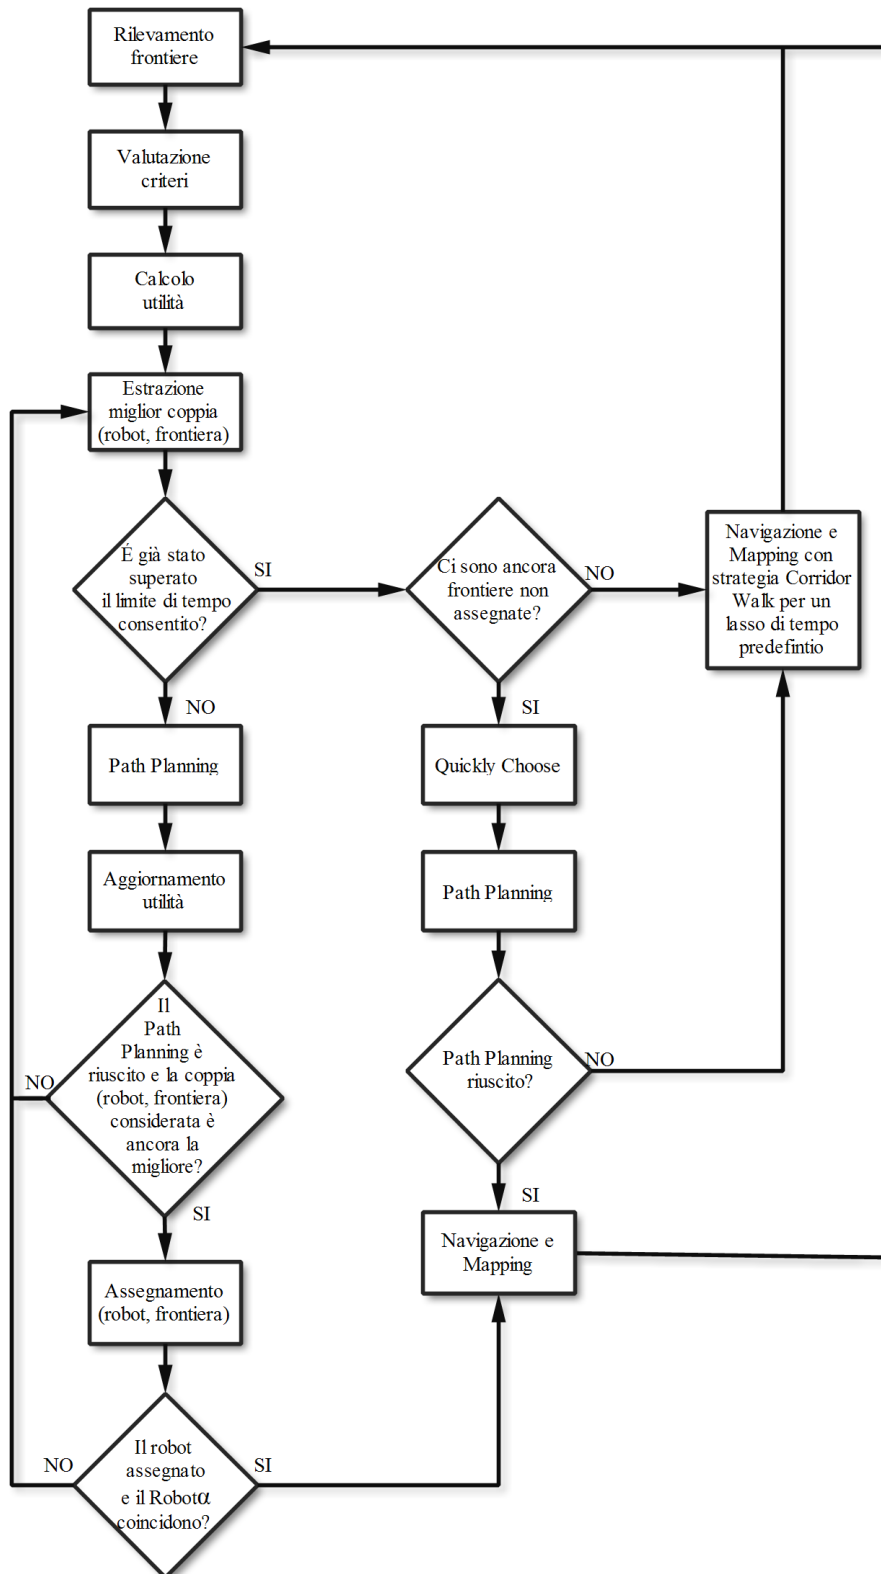 Rilevamento
frontiere
Valutazione
criteri
Calcolo
utilità
Estrazione
miglior coppia
(robot, frontiera)
É già stato
superato
il limite di tempo
consentito?
SI
Ci sono ancora
frontiere non
assegnate?
NO
Navigazione e
Mapping con
strategia Corridor
Walk per un
lasso di tempo
predefintio
NO
SI
Path Planning
Quickly Choose
Aggiornamento
utilità
Path Planning
Il
Path
Planning è
riuscito e la coppia
(robot, frontiera)
considerata è
ancora la
migliore?
NO
Path Planning
riuscito?
NO
SI
SI
Assegnamento
(robot, frontiera)
Navigazione e
Mapping
Il robot
assegnato
e il Robotα
coincidono?
NO
SI